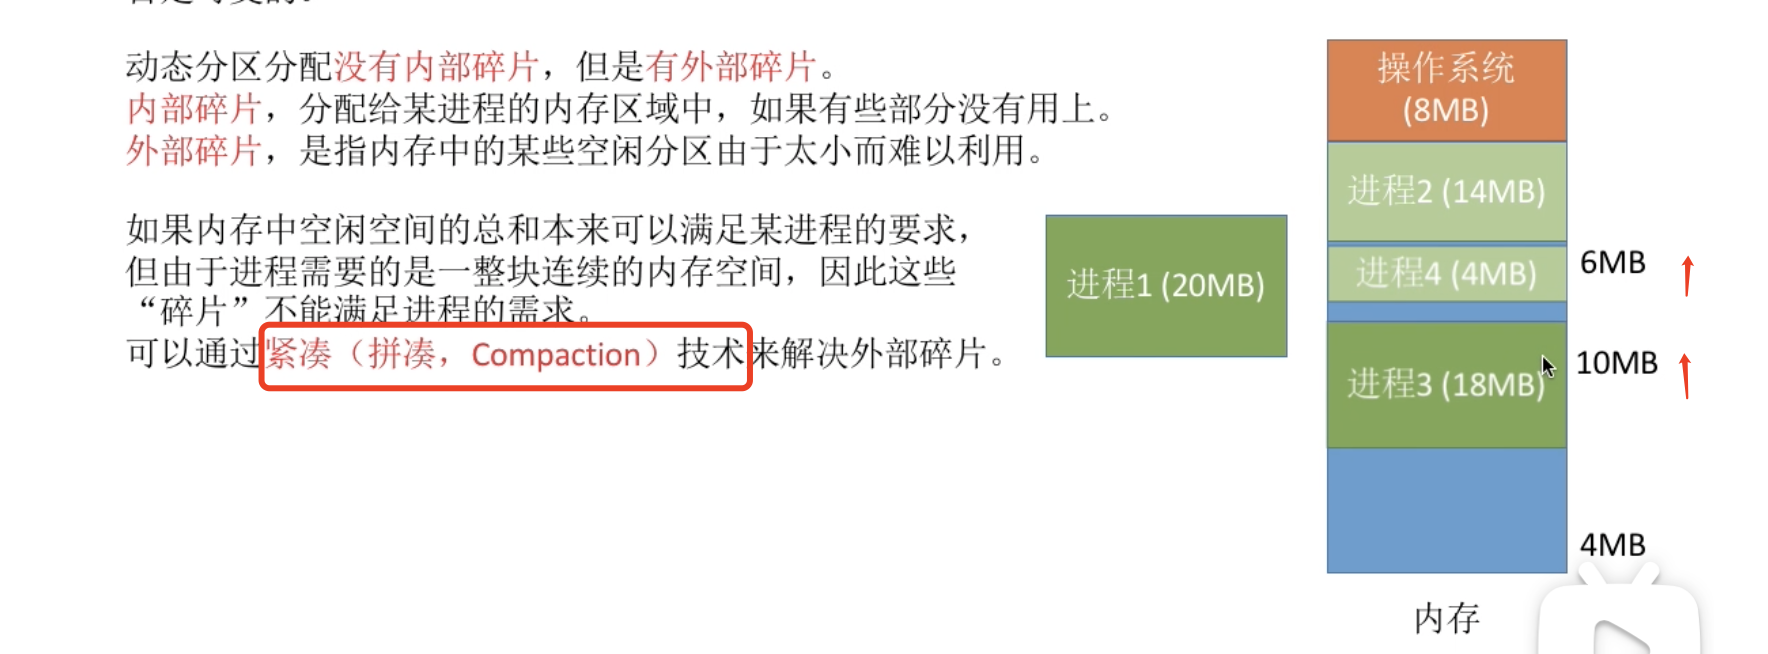 动态分区分配没有内部碎片，但是有外部碎片。
内部碎片，分配给某进程的内存区域中，如果有些部分没有用上。
外部碎片，是指内存中的某些空闲分区由于太小而难以利用。
如果内存中空闲空间的总和本来可以满足某进程的要求，
但由于进程需要的是一整块连续的内存空间，因此这些
“碎片”不能满足进程的需求。
可以通过紧凑（拼凑，Compaction）技术来解决外部碎片。
进程1 (20MB)
操作系统
(8MB)
进程2 (14MB)
进程4 (4MB)
6MB
进程3 (18MB)
10MB
4MB
内存